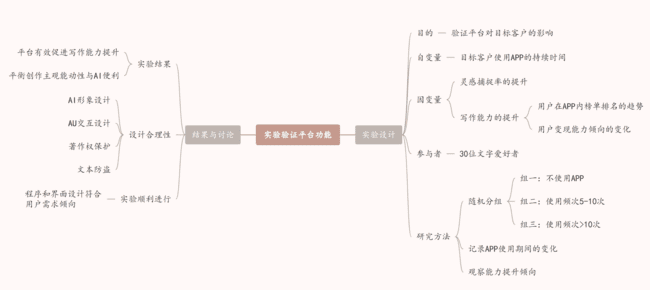 实验验证平台功能
结果与讨论
实验结果
平台有效促进写作能力提升
平衡创作主观能动性与AI便利
设计合理性
AI形象设计
AU交互设计
著作权保护
文本防盗
实验顺利进行
程序和界面设计符合
用户需求倾向
实验设计
目的
验证平台对目标客户的影响
自变量
目标客户使用APP的持续时间
因变量
灵感捕捉率的提升
写作能力的提升
用户在APP内榜单排名的趋势
用户变现能力倾向的变化
参与者
30位文字爱好者
研究方法
随机分组
组一：不使用APP
组二：使用频次5-10次
组三：使用频次>10次
记录APP使用期间的变化
观察能力提升倾向